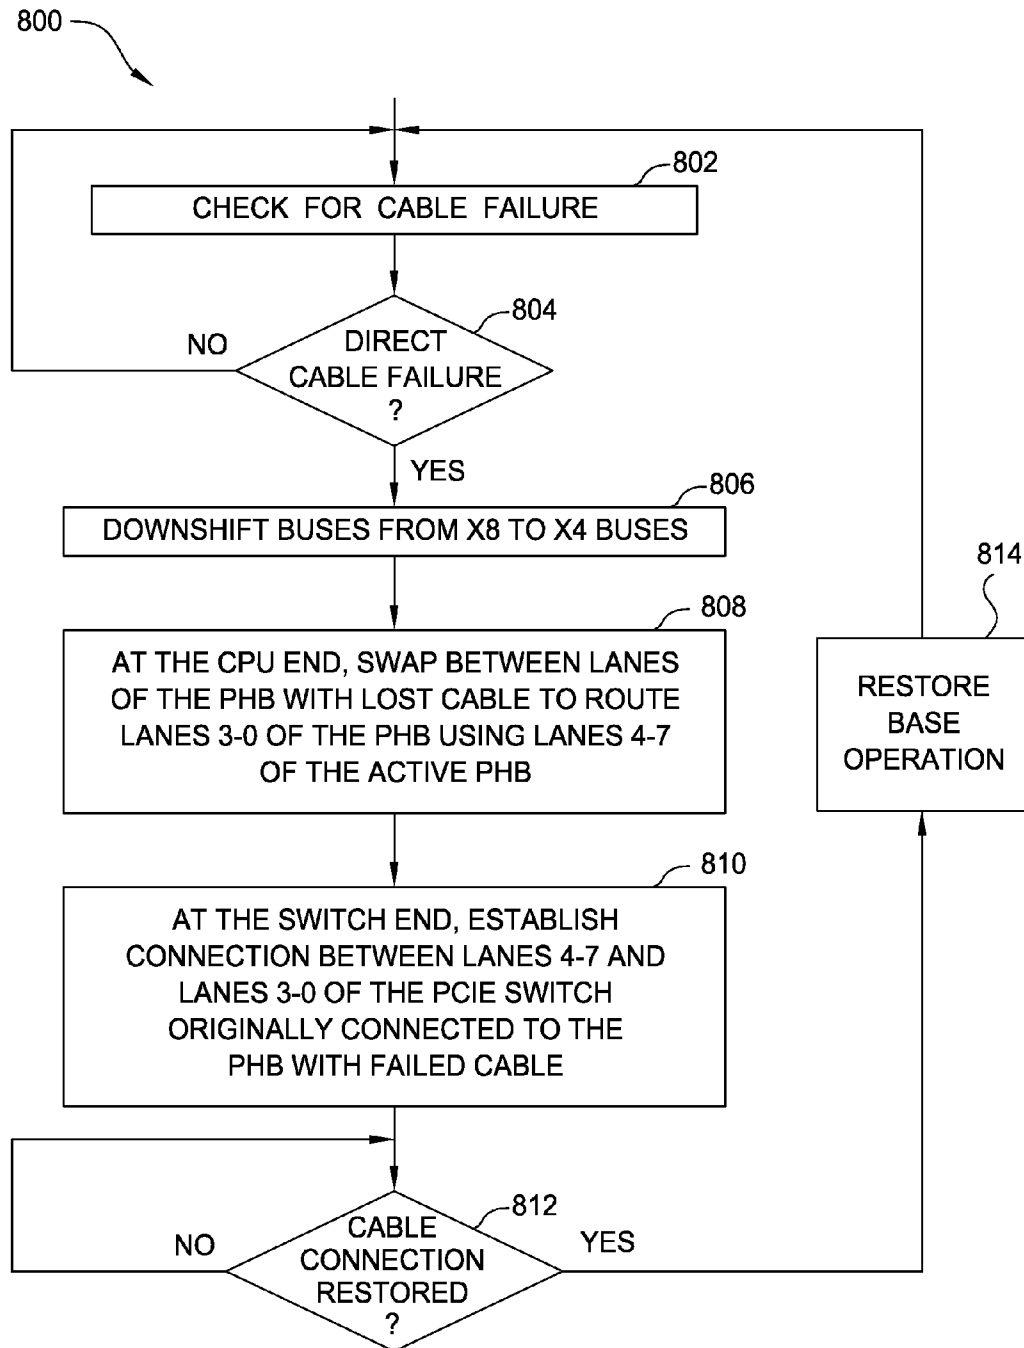 800
802
CHECK FOR CABLE FAILURE
804
DIRECT
CABLE FAILURE
?
NO
YES
806
DOWNSHIFT BUSES FROM X8 TO X4 BUSES
808
AT THE CPU END, SWAP BETWEEN LANES
OF THE PHB WITH LOST CABLE TO ROUTE
LANES 3-0 OF THE PHB USING LANES 4-7
OF THE ACTIVE PHB
814
RESTORE
BASE
OPERATION
810
AT THE SWITCH END, ESTABLISH
CONNECTION BETWEEN LANES 4-7 AND
LANES 3-0 OF THE PCIE SWITCH
ORIGINALLY CONNECTED TO THE
PHB WITH FAILED CABLE
812
CABLE
CONNECTION
RESTORED
?
NO
YES